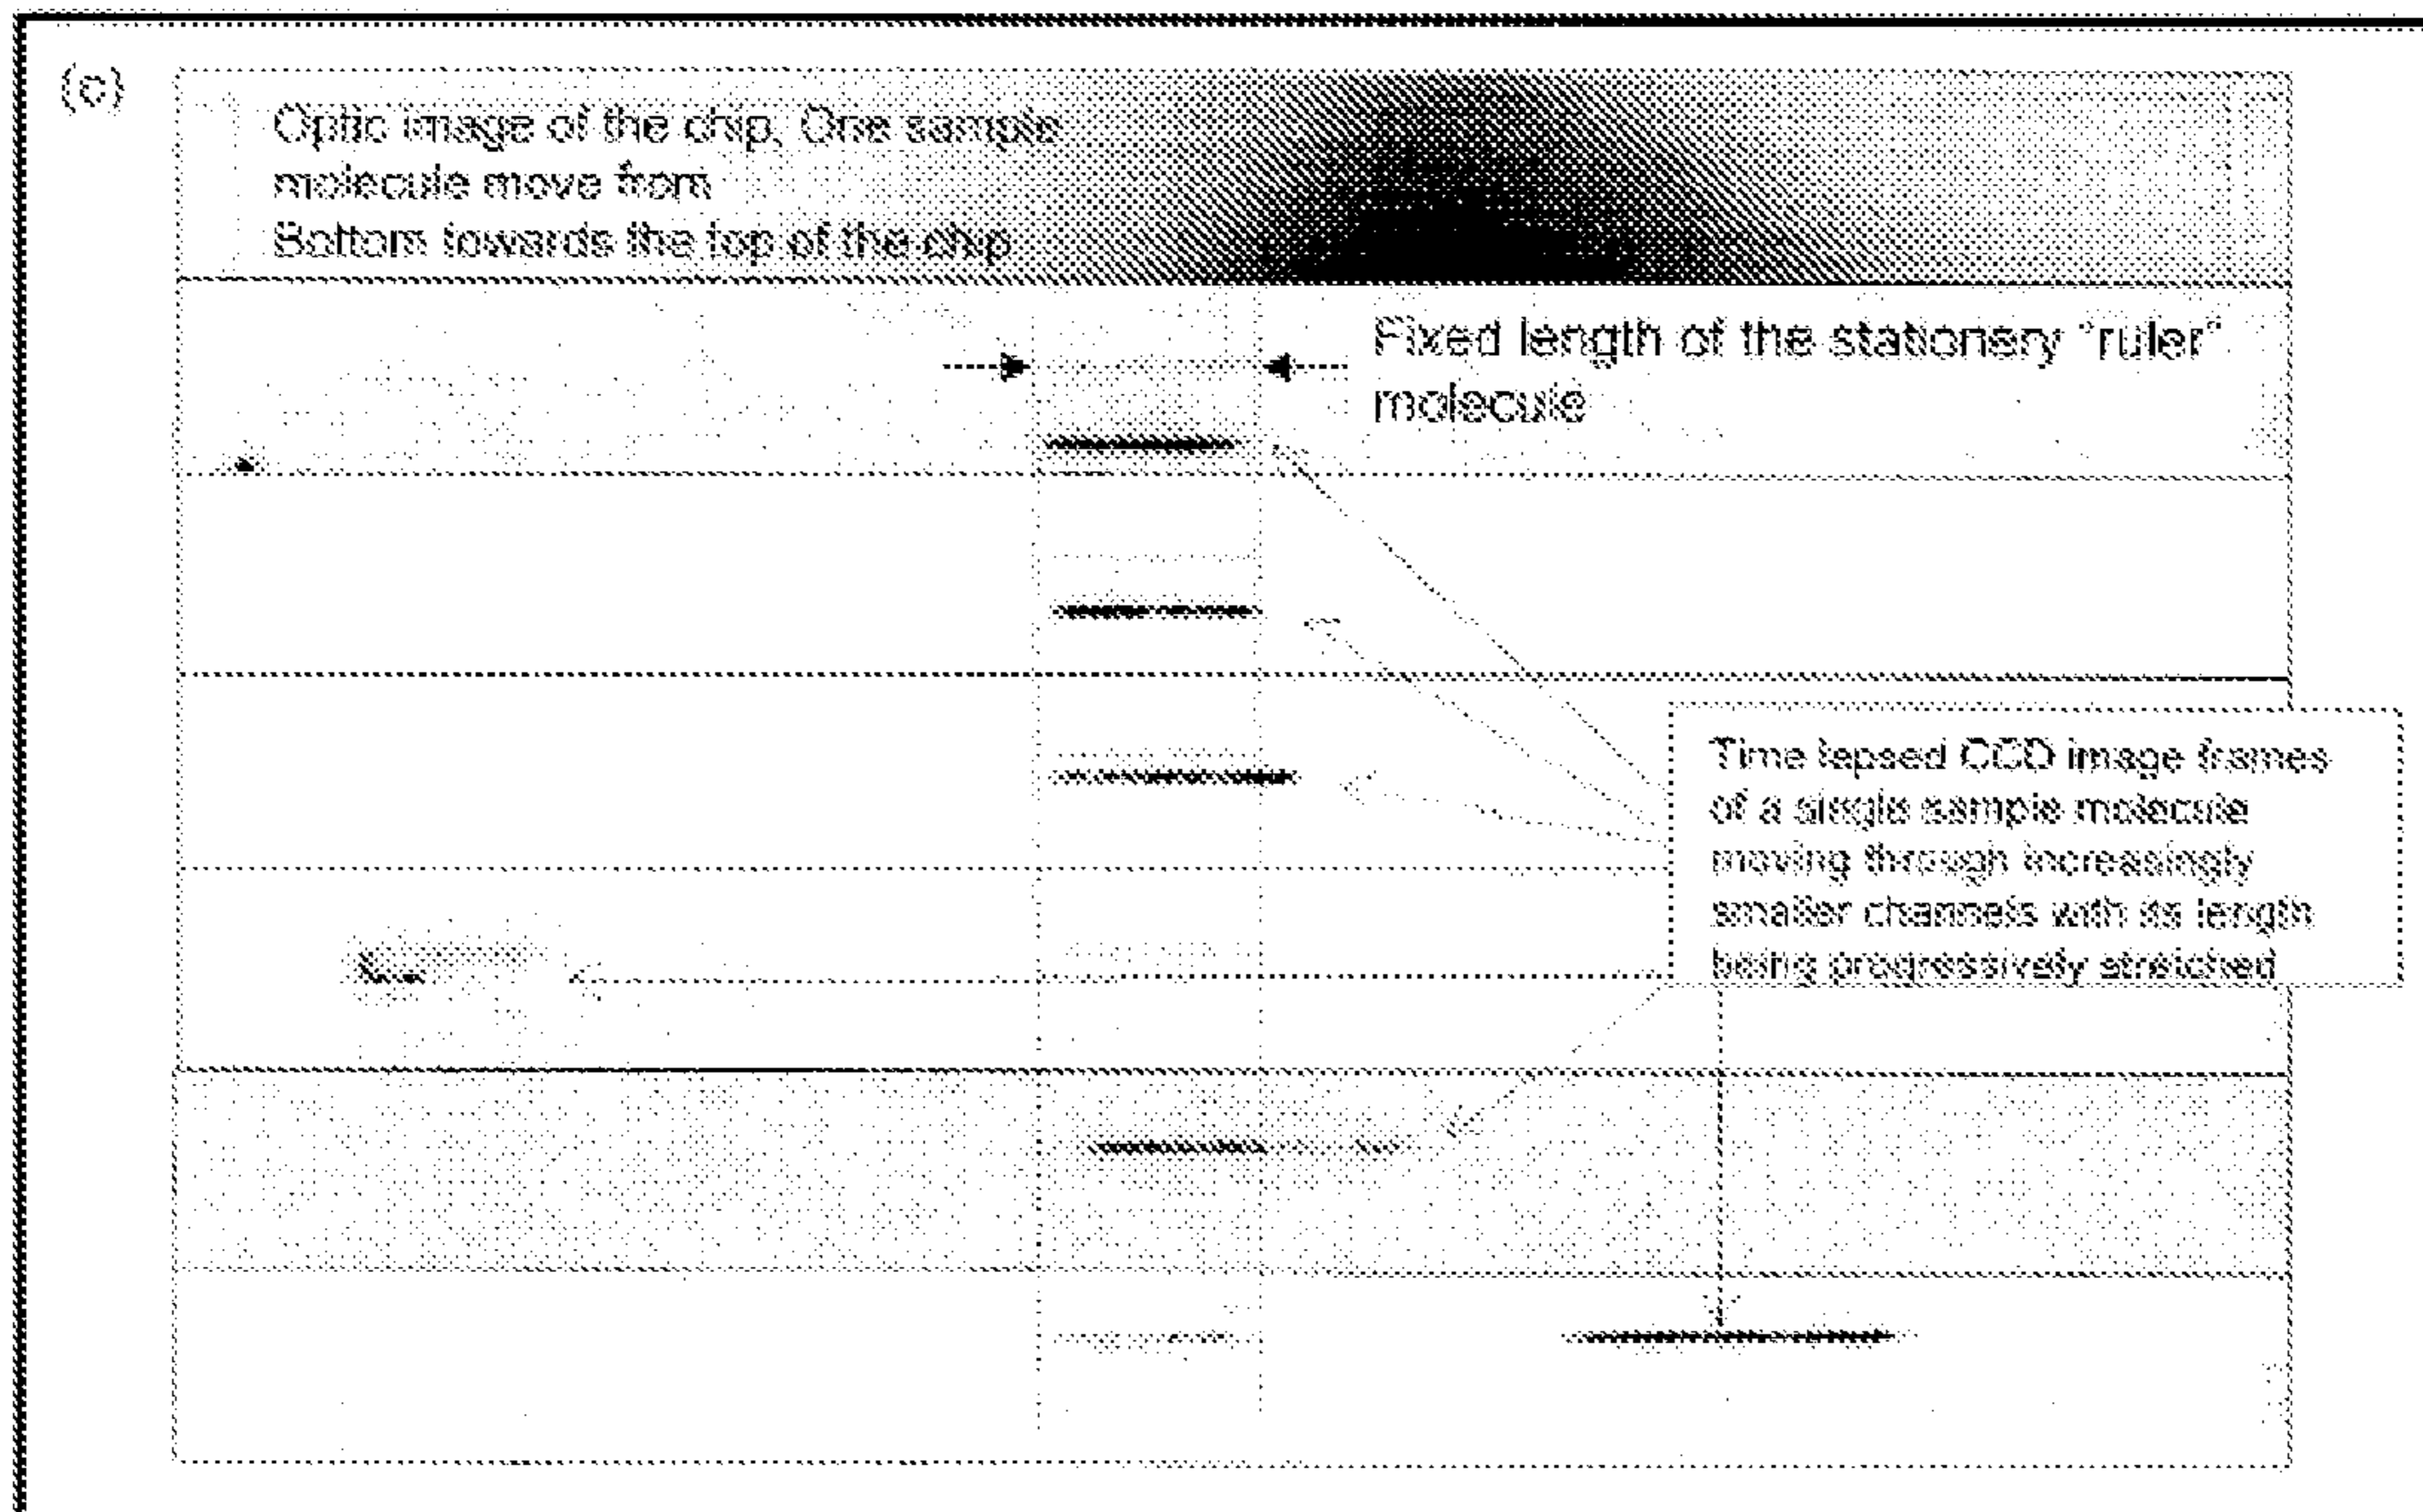 (c)
Optic image of the chip, One sample
molecule move from
Bottom towards the top of the chip
Fixed length of the stationery "ruler"
molecule
Time lapsed CCD image frames
of a single sample molecule
moving through increasingly
smaller channels with its length
being progressively stretched